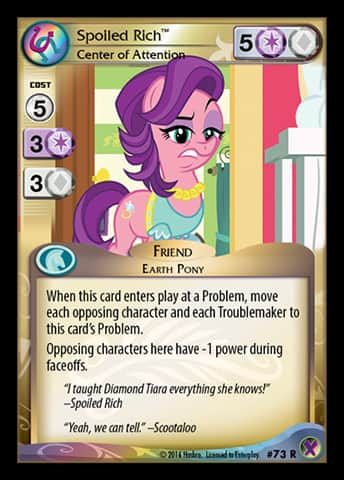 Spoiled Rich™
Center of Attention
5
COST
5
3
3
FRIEND
EARTH PONY
When this card enters play at a Problem, move
each opposing character and each Troublemaker to
this card's Problem.
Opposing characters here have -1 power during
faceoffs.
“I taught Diamond Tiara everything she knows!”
–Spoiled Rich
“Yeah, we can tell.” –Scootaloo
© 2016 Hasbro. Licensed to Enterplay. #73 R